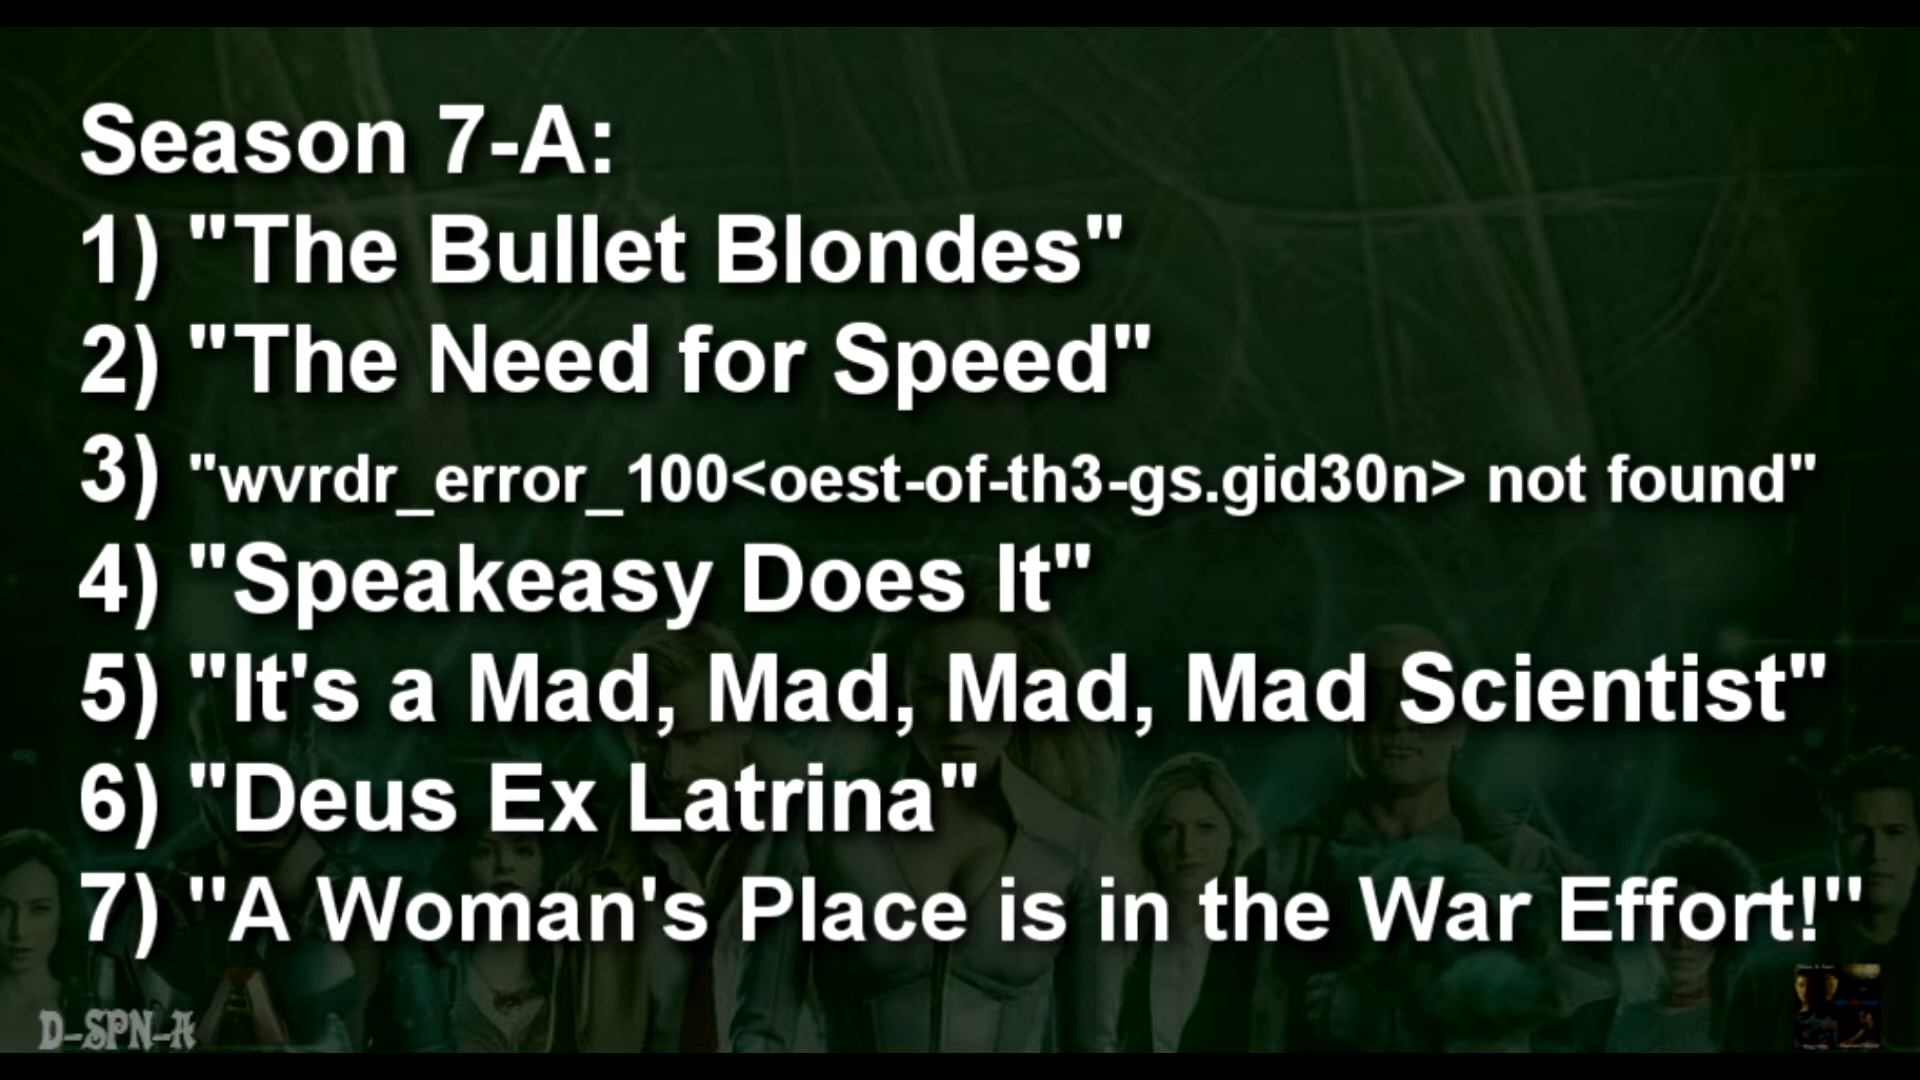 Season 7-A:
1) "The Bullet Blondes"
2) "The Need for Speed"
3) "wvrdr_error_100<oest-of-th3-gs.gid30n> not found"
4) "Speakeasy Does It"
5) "It's a Mad, Mad, Mad, Mad Scientist"
6) "Deus Ex Latrina"
7) "A Woman's Place is in the War Effort!"
D-SPN-A